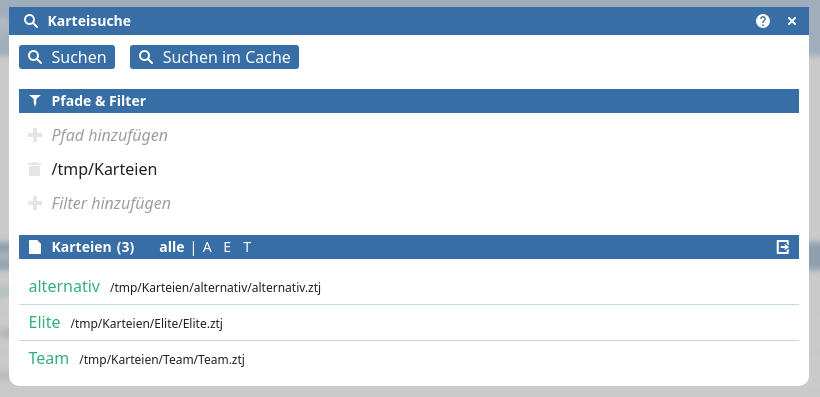 Karteisuche
Suchen Suchen im Cache
Pfade & Filter
Pfad hinzufügen
/tmp/Karteien
Filter hinzufügen
Karteien (3) alle | A E T
alternativ /tmp/Karteien/alternativ/alternativ.ztj
Elite /tmp/Karteien/Elite/Elite.ztj
Team /tmp/Karteien/Team/Team.ztj